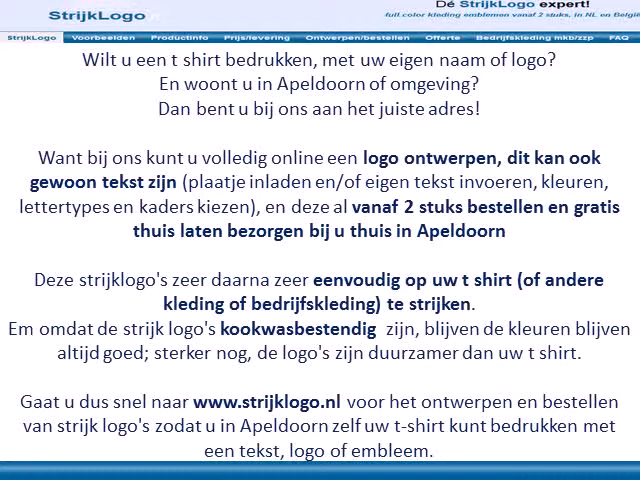 StrijkLogo
Dé StrijkLogo expert!
full color kleding emblemen vanaf 2 stuks, in NL en België
StrijkLogo Voorbeelden Productinfo Prijs/levering Ontwerpen/bestellen Offerte Bedrijfskleding mkb/zzp FAQ
Wilt u een t shirt bedrukken, met uw eigen naam of logo?
En woont u in Apeldoorn of omgeving?
Dan bent u bij ons aan het juiste adres!
Want bij ons kunt u volledig online een logo ontwerpen, dit kan ook
gewoon tekst zijn (plaatje inladen en/of eigen tekst invoeren, kleuren,
lettertypes en kaders kiezen), en deze al vanaf 2 stuks bestellen en gratis
thuis laten bezorgen bij u thuis in Apeldoorn
Deze strijklogo's zeer daarna zeer eenvoudig op uw t shirt (of andere
kleding of bedrijfskleding) te strijken.
Em omdat de strijk logo's kookwasbestendig zijn, blijven de kleuren blijven
altijd goed; sterker nog, de logo's zijn duurzamer dan uw t shirt.
Gaat u dus snel naar www.strijklogo.nl voor het ontwerpen en bestellen
van strijk logo's zodat u in Apeldoorn zelf uw t-shirt kunt bedrukken met
een tekst, logo of embleem.